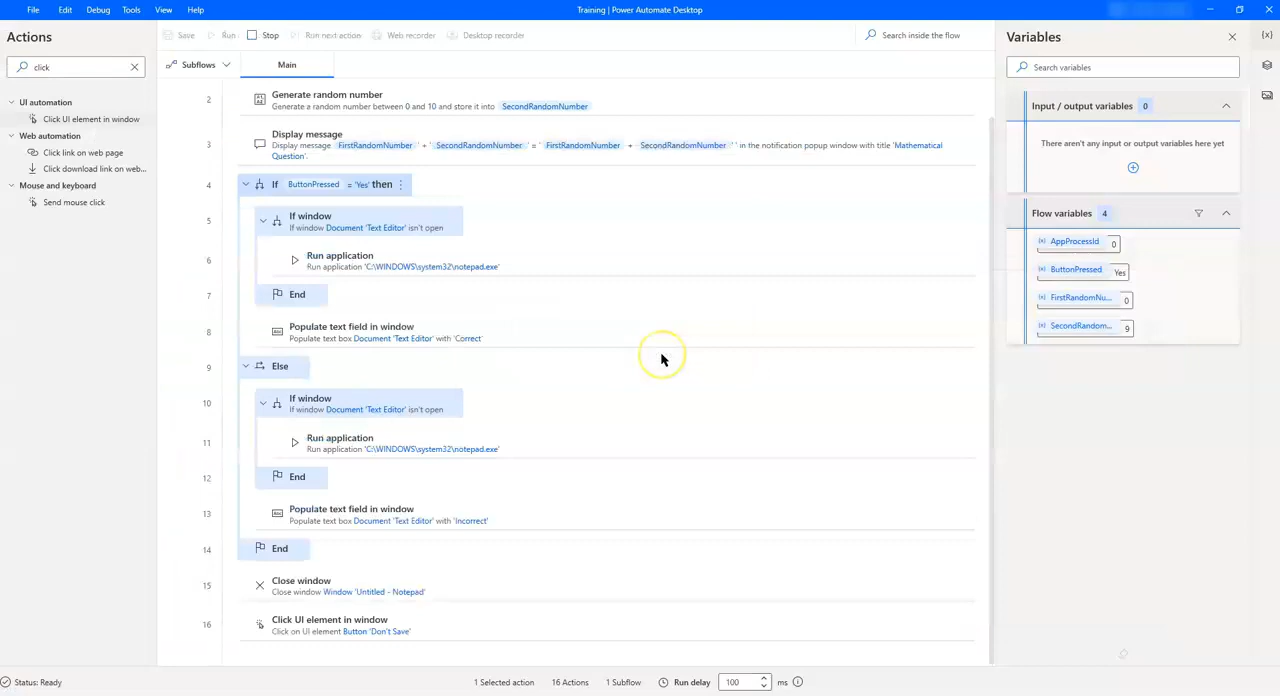 File Edit Debug Tools View Help
Training | Power Automate Desktop
Actions
click
UI automation
Click UI element in window
Web automation
Click link on web page
Click download link on web...
Mouse and keyboard
Send mouse click
Save Run Stop Run next action Web recorder Desktop recorder
Search inside the flow
Subflows Main
2 Generate random number
Generate a random number between 0 and 10 and store it into SecondRandomNumber
3 Display message
Display message FirstRandomNumber ' + ' SecondRandomNumber ' = ' FirstRandomNumber + SecondRandomNumber ' ' in the notification popup window with title 'Mathematical
Question'.
4 If ButtonPressed = 'Yes' then
5 If window
If window Document 'Text Editor' isn't open
6 Run application
Run application 'C:\WINDOWS\system32\notepad.exe'
7 End
8 Populate text field in window
Populate text box Document 'Text Editor' with 'Correct'
9 Else
10 If window
If window Document 'Text Editor' isn't open
11 Run application
Run application 'C:\WINDOWS\system32\notepad.exe'
12 End
13 Populate text field in window
Populate text box Document 'Text Editor' with 'Incorrect'
14 End
15 Close window
Close window Window 'Untitled - Notepad'
16 Click UI element in window
Click on UI element Button 'Don't Save'
Variables
{x}
Search variables
Input / output variables 0
There aren't any input or output variables here yet
Flow variables 4
(x) AppProcessId 0
(x) ButtonPressed Yes
(x) FirstRandomNu... 0
(x) SecondRandom... 9
Status: Ready
1 Selected action 16 Actions 1 Subflow Run delay 100 ms